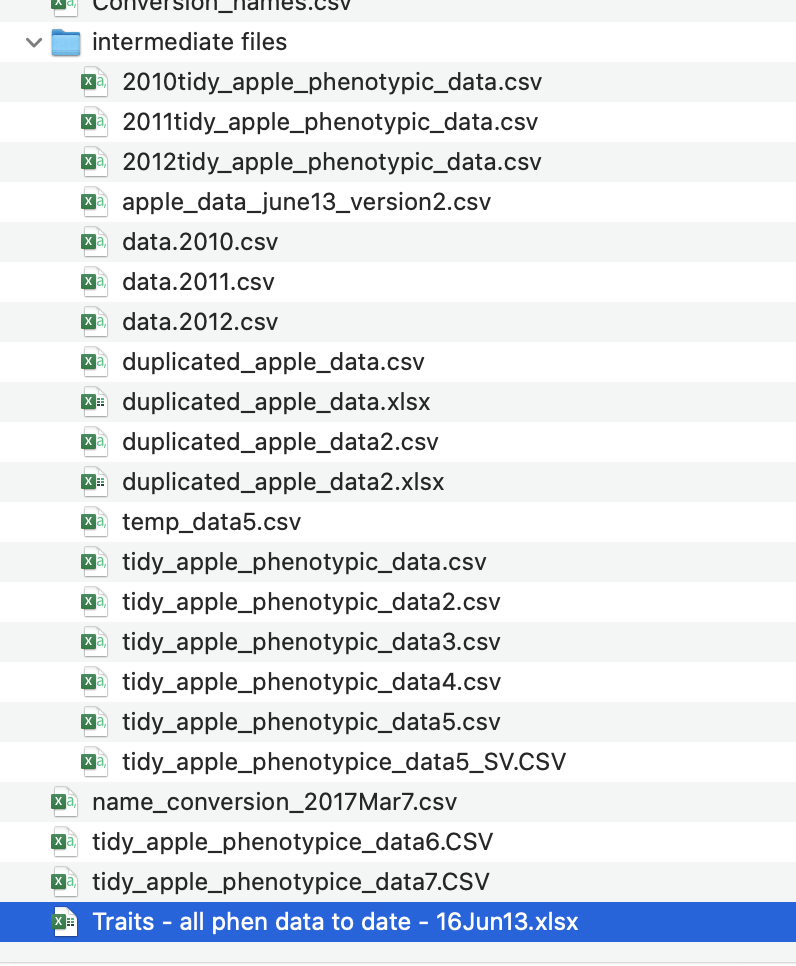 Conversion_names.csv
intermediate files
2010tidy_apple_phenotypic_data.csv
2011tidy_apple_phenotypic_data.csv
2012tidy_apple_phenotypic_data.csv
apple_data_june13_version2.csv
data.2010.csv
data.2011.csv
data.2012.csv
duplicated_apple_data.csv
duplicated_apple_data.xlsx
duplicated_apple_data2.csv
duplicated_apple_data2.xlsx
temp_data5.csv
tidy_apple_phenotypic_data.csv
tidy_apple_phenotypic_data2.csv
tidy_apple_phenotypic_data3.csv
tidy_apple_phenotypic_data4.csv
tidy_apple_phenotypic_data5.csv
tidy_apple_phenotypice_data5_SV.CSV
name_conversion_2017Mar7.csv
tidy_apple_phenotypice_data6.CSV
tidy_apple_phenotypice_data7.CSV
Traits - all phen data to date - 16Jun13.xlsx